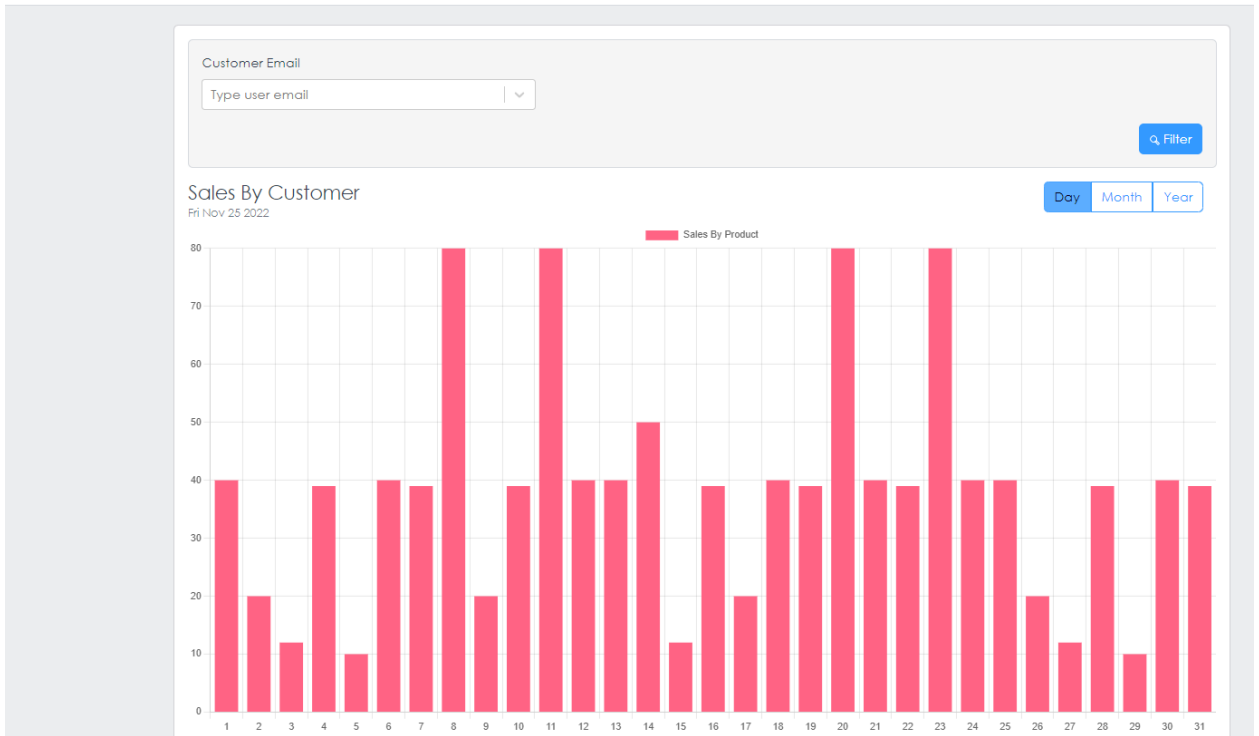 Customer Email
Type user email
Filter
Sales By Customer
Fri Nov 25 2022
Day Month Year
Sales By Product
80
70
60
50
40
30
20
10
0
1 2 3 4 5 6 7 8 9 10 11 12 13 14 15 16 17 18 19 20 21 22 23 24 25 26 27 28 29 30 31